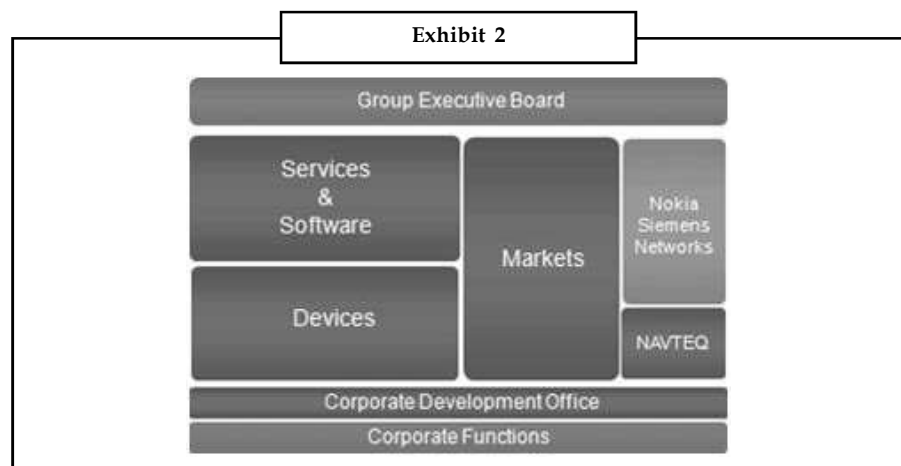 Exhibit 2
Group Executive Board
Services
&
Software
Devices
Markets
Nokia
Siemens
Networks
NAVTEQ
Corporate Development Office
Corporate Functions